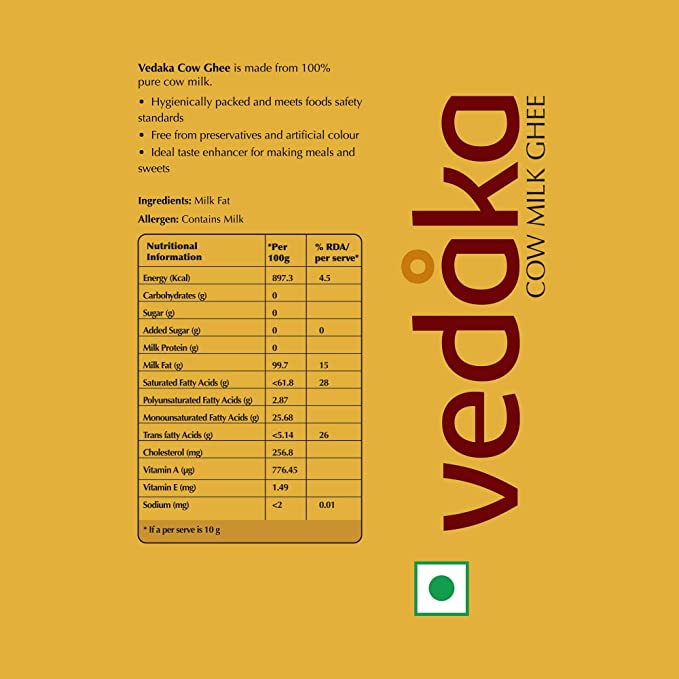 Vedaka Cow Ghee is made from 100%
pure cow milk.
• Hygienically packed and meets foods safety
standards
• Free from preservatives and artificial colour
• Ideal taste enhancer for making meals and
sweets
Ingredients: Milk Fat
Allergen: Contains Milk
Nutritional Information *Per 100g % RDA/ per serve*
Energy (Kcal) 897.3 4.5
Carbohydrates (g) 0
Sugar (g) 0
Added Sugar (g) 0 0
Milk Protein (g) 0
Milk Fat (g) 99.7 15
Saturated Fatty Acids (g) <61.8 28
Polyunsaturated Fatty Acids (g) 2.87
Monounsaturated Fatty Acids (g) 25.68
Trans fatty Acids (g) <5.14 26
Cholesterol (mg) 256.8
Vitamin A (µg) 776.45
Vitamin E (mg) 1.49
Sodium (mg) <2 0.01
* If a per serve is 10 g
vedaka
COW MILK GHEE